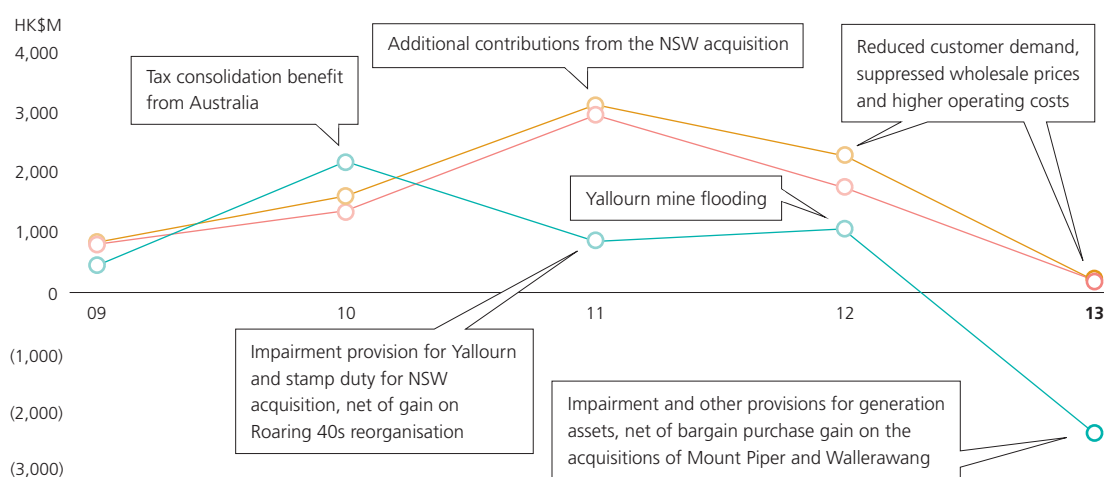 HK$M
4,000
3,000
2,000
1,000
0
(1,000)
(2,000)
(3,000)
Tax consolidation benefit
from Australia
Additional contributions from the NSW acquisition
Reduced customer demand,
suppressed wholesale prices
and higher operating costs
Yallourn mine flooding
09
10
11
12
13
Impairment provision for Yallourn
and stamp duty for NSW
acquisition, net of gain on
Roaring 40s reorganisation
Impairment and other provisions for generation
assets, net of bargain purchase gain on the
acquisitions of Mount Piper and Wallerawang